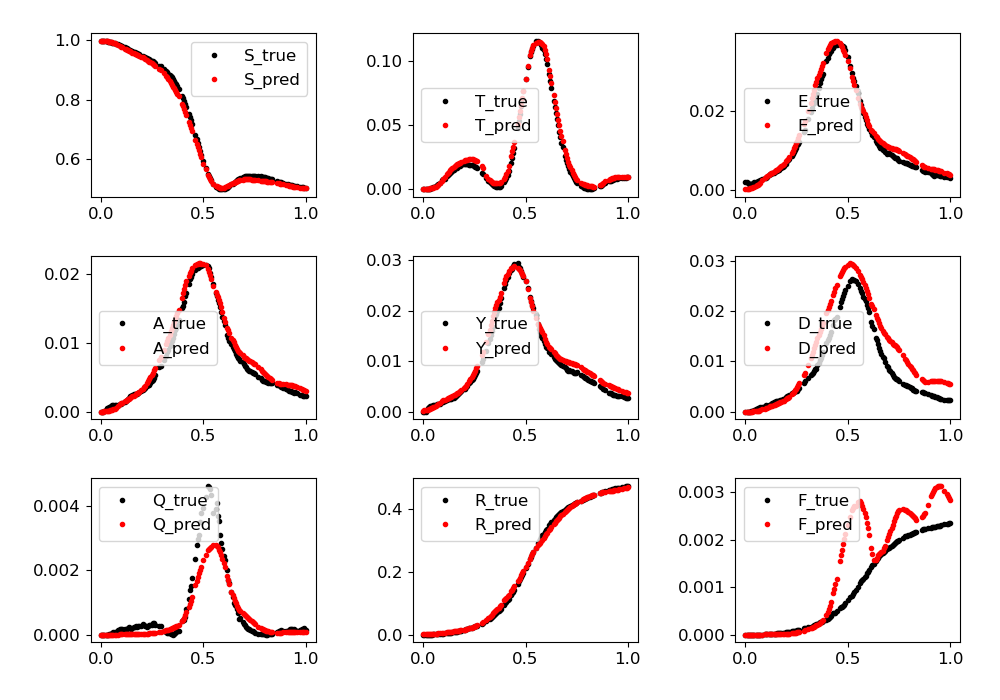 1.0
0.8
0.6
0.0 0.5 1.0
S_true
S_pred
0.10
0.05
0.00
0.0 0.5 1.0
T_true
T_pred
0.02
0.00
0.0 0.5 1.0
E_true
E_pred
0.02
0.01
0.00
0.0 0.5 1.0
A_true
A_pred
0.03
0.02
0.01
0.00
0.0 0.5 1.0
Y_true
Y_pred
0.03
0.02
0.01
0.00
0.0 0.5 1.0
D_true
D_pred
0.004
0.002
0.000
0.0 0.5 1.0
Q_true
Q_pred
0.4
0.2
0.0
0.0 0.5 1.0
R_true
R_pred
0.003
0.002
0.001
0.000
0.0 0.5 1.0
F_true
F_pred